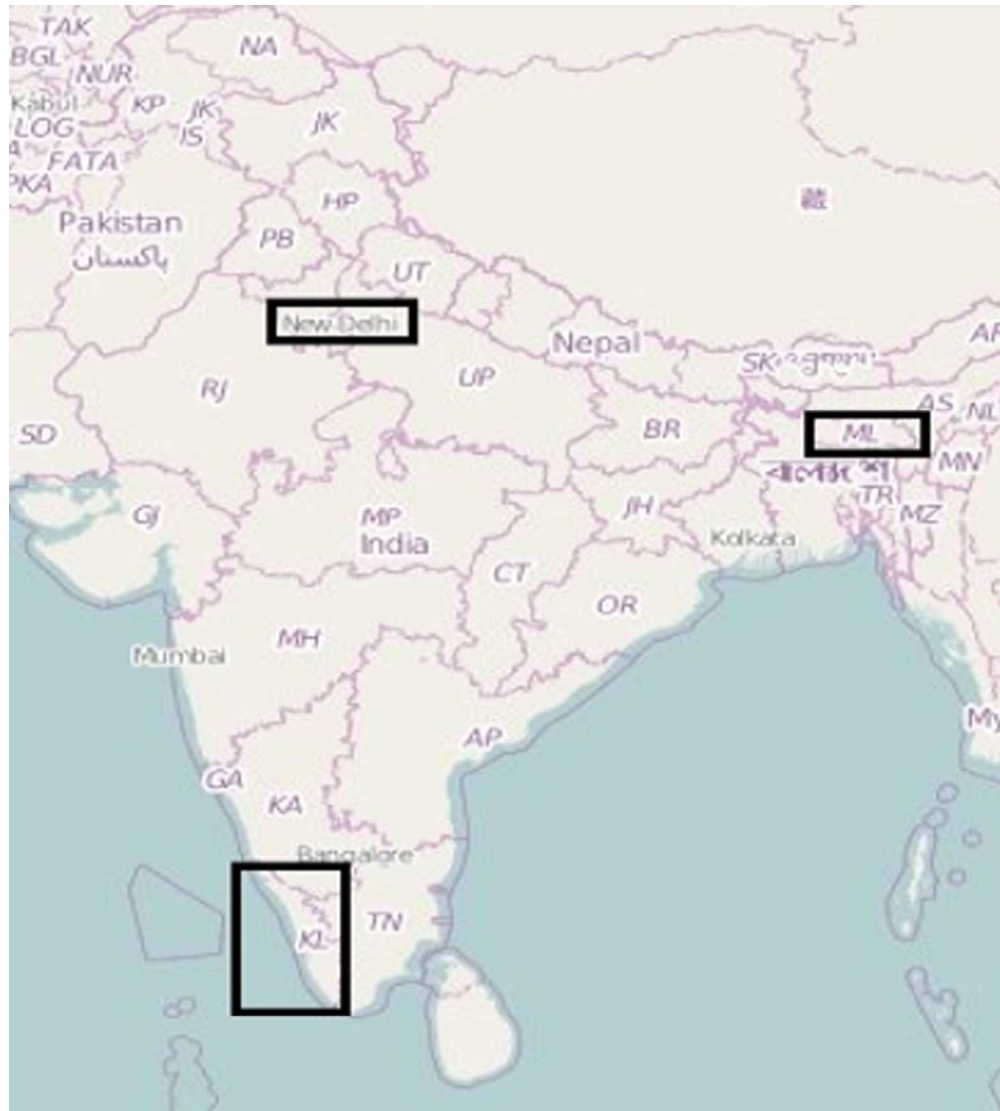 TAK
NA
BGL
NUR
Kabul
KP
JK
LOG
IS
JK
FATA
PKA
HP
藏
Pakistan
پاکستان
PB
UT
New Delhi
Nepal
SK
AR
RJ
UP
AS
NL
SD
BR
ML
MN
GJ
MP
JH
TR
MZ
India
Kolkata
CT
OR
MH
Mumbai
My
AP
GA
KA
Bangalore
TN
KL